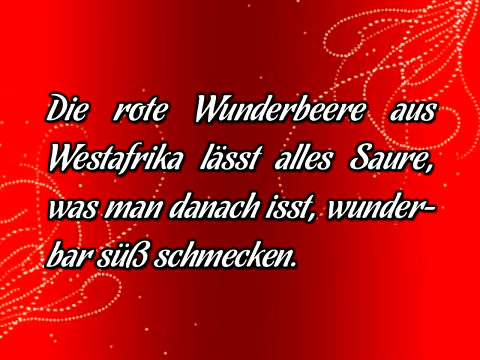 Die rote Wunderbeere aus
Westafrika lässt alles Saure,
was man danach isst, wunder-
bar süß schmecken.